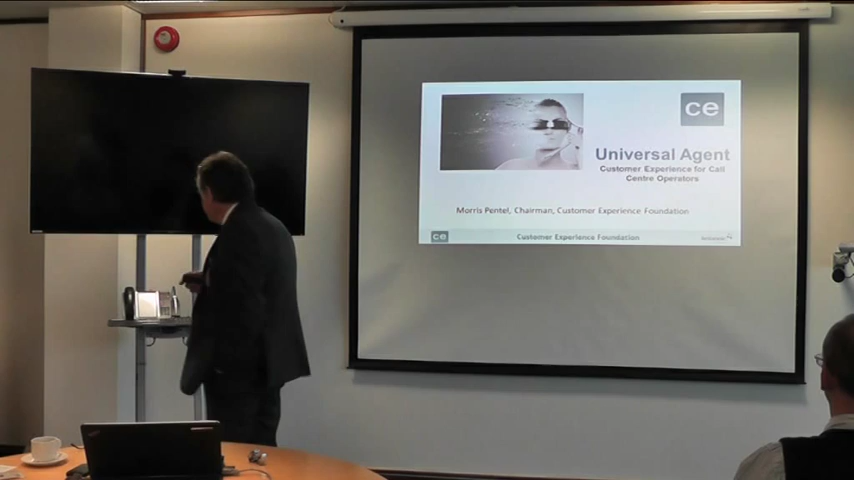 ce
Universal Agent
Customer Experience for Call
Centre Operators
Morris Pentel, Chairman, Customer Experience Foundation
ce
Customer Experience Foundation